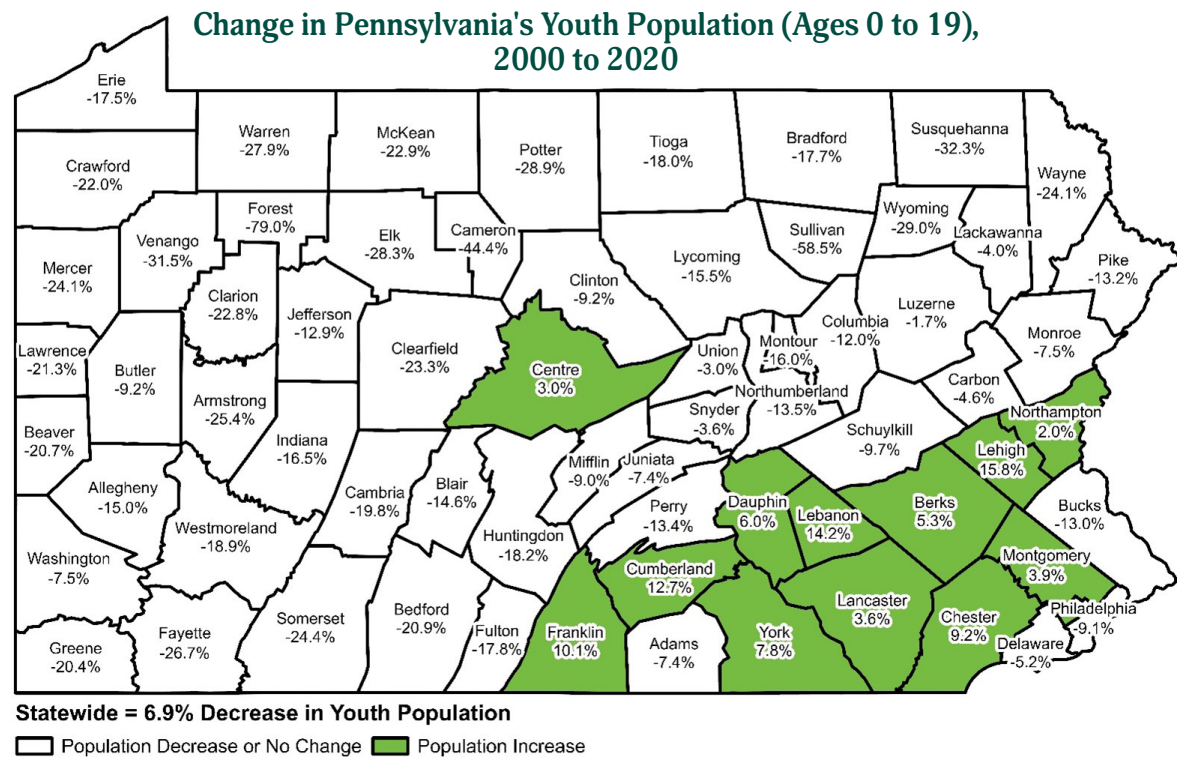 Change in Pennsylvania's Youth Population (Ages 0 to 19),
2000 to 2020
Erie
-17.5%
Warren
-27.9%
McKean
-22.9%
Potter
-28.9%
Tioga
-18.0%
Bradford
-17.7%
Susquehanna
-32.3%
Wayne
-24.1%
Crawford
-22.0%
Forest
-79.0%
Venango
-31.5%
Elk
-28.3%
Cameron
-44.4%
Lycoming
-15.5%
Sullivan
-58.5%
Wyoming
-29.0%
Lackawanna
-4.0%
Pike
-13.2%
Mercer
-24.1%
Clarion
-22.8%
Jefferson
-12.9%
Clinton
-9.2%
Luzerne
-1.7%
Columbia
-12.0%
Monroe
-7.5%
Lawrence
-21.3%
Butler
-9.2%
Clearfield
-23.3%
Centre
3.0%
Union
-3.0%
Montour
-16.0%
Carbon
-4.6%
Armstrong
-25.4%
Northumberland
-13.5%
Snyder
-3.6%
Northampton
2.0%
Beaver
-20.7%
Indiana
-16.5%
Schuylkill
-9.7%
Lehigh
15.8%
Mifflin
-9.0%
Juniata
-7.4%
Allegheny
-15.0%
Cambria
-19.8%
Blair
-14.6%
Perry
-13.4%
Dauphin
6.0%
Lebanon
14.2%
Berks
5.3%
Bucks
-13.0%
Westmoreland
-18.9%
Huntingdon
-18.2%
Washington
-7.5%
Cumberland
12.7%
Montgomery
3.9%
Somerset
-24.4%
Bedford
-20.9%
Fulton
-17.8%
Franklin
10.1%
Adams
-7.4%
York
7.8%
Lancaster
3.6%
Chester
9.2%
Philadelphia
-9.1%
Delaware
-5.2%
Greene
-20.4%
Fayette
-26.7%
Statewide = 6.9% Decrease in Youth Population
Population Decrease or No Change
Population Increase